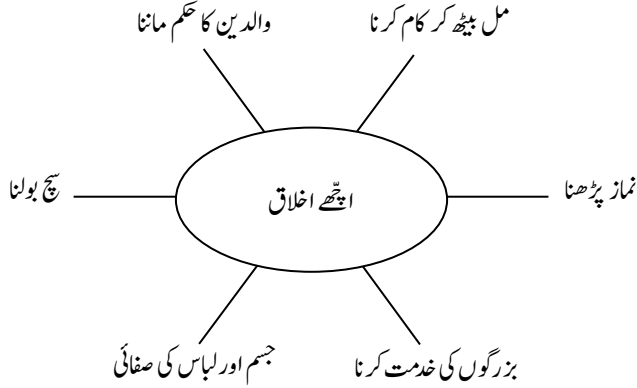 مل بیٹھ کر کام کرنا
والدین کا حکم ماننا
نماز پڑھنا
اچّھے اخلاق
سچ بولنا
بزرگوں کی خدمت کرنا
جسم اور لباس کی صفائی